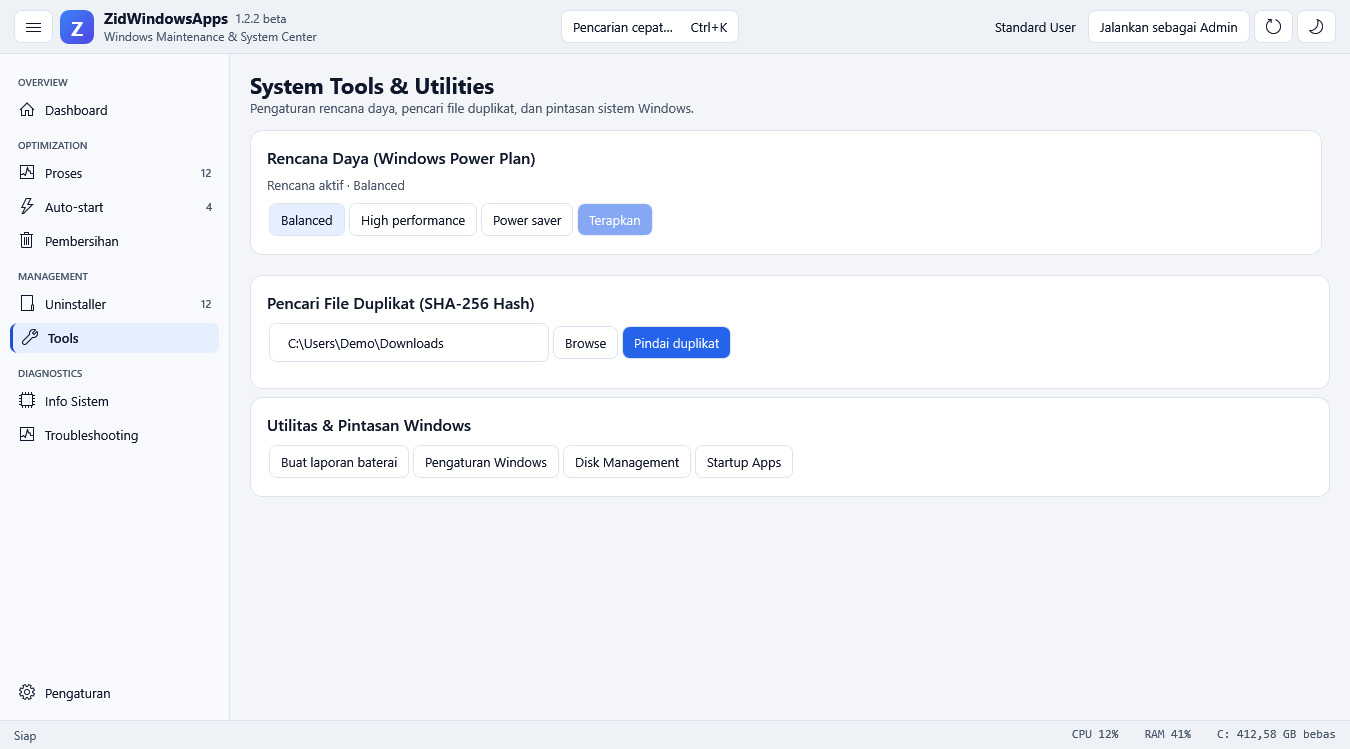 Z ZidWindowsApps 1.2.2 beta
Windows Maintenance & System Center
Pencarian cepat... Ctrl+K
Standard User
Jalankan sebagai Admin
OVERVIEW
Dashboard
OPTIMIZATION
Proses 12
Auto-start 4
Pembersihan
MANAGEMENT
Uninstaller 12
Tools
DIAGNOSTICS
Info Sistem
Troubleshooting
Pengaturan
System Tools & Utilities
Pengaturan rencana daya, pencari file duplikat, dan pintasan sistem Windows.
Rencana Daya (Windows Power Plan)
Rencana aktif · Balanced
Balanced High performance Power saver Terapkan
Pencari File Duplikat (SHA-256 Hash)
C:\Users\Demo\Downloads Browse Pindai duplikat
Utilitas & Pintasan Windows
Buat laporan baterai Pengaturan Windows Disk Management Startup Apps
Siap
CPU 12% RAM 41% C: 412,58 GB bebas